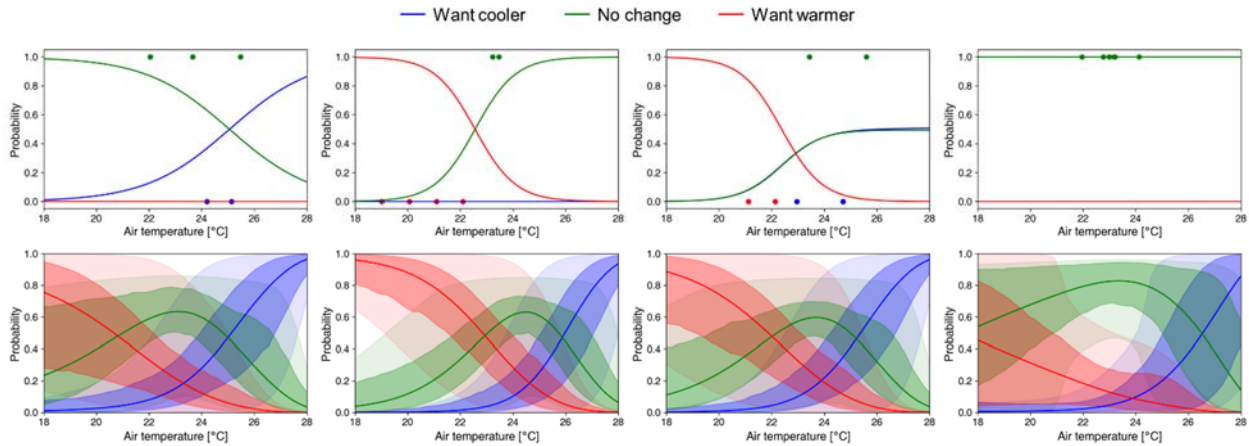 Want cooler No change Want warmer
1.0 1.0 1.0 1.0
0.8 0.8 0.8 0.8
0.6 0.6 0.6 0.6
0.4 0.4 0.4 0.4
0.2 0.2 0.2 0.2
0.0 0.0 0.0 0.0
Probability Probability Probability Probability
18 20 22 24 26 28 18 20 22 24 26 28 18 20 22 24 26 28 18 20 22 24 26 28
Air temperature [°C] Air temperature [°C] Air temperature [°C] Air temperature [°C]
1.0 1.0 1.0 1.0
0.8 0.8 0.8 0.8
0.6 0.6 0.6 0.6
0.4 0.4 0.4 0.4
0.2 0.2 0.2 0.2
0.0 0.0 0.0 0.0
Probability Probability Probability Probability
18 20 22 24 26 28 18 20 22 24 26 28 18 20 22 24 26 28 18 20 22 24 26 28
Air temperature [°C] Air temperature [°C] Air temperature [°C] Air temperature [°C]